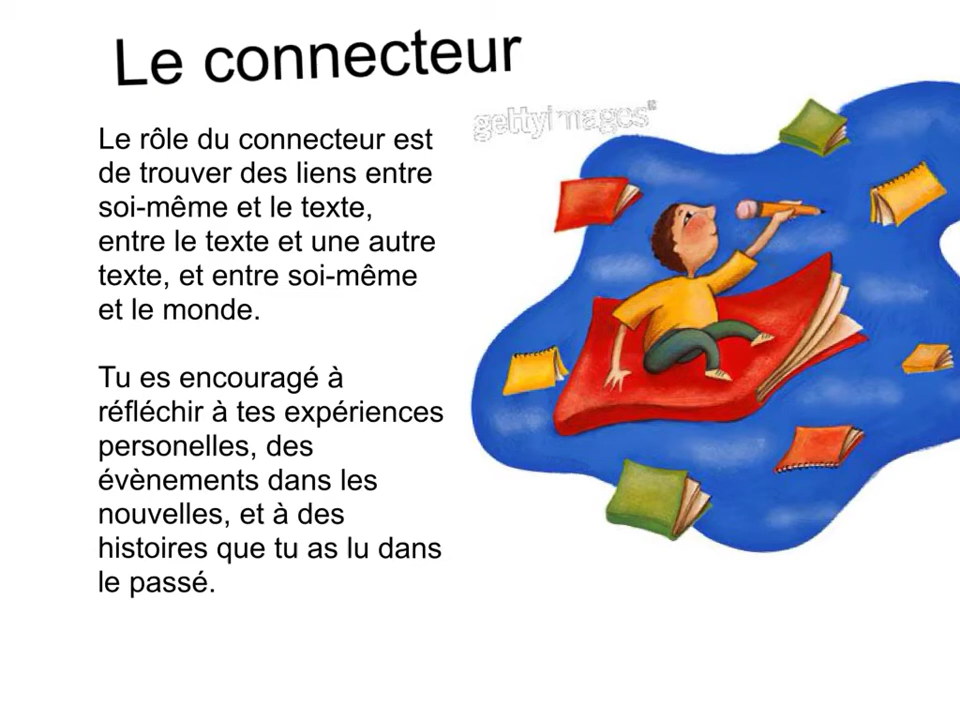 Le connecteur
gettyimages®
Le rôle du connecteur est
de trouver des liens entre
soi-même et le texte,
entre le texte et une autre
texte, et entre soi-même
et le monde.
Tu es encouragé à
réfléchir à tes expériences
personelles, des
évènements dans les
nouvelles, et à des
histoires que tu as lu dans
le passé.